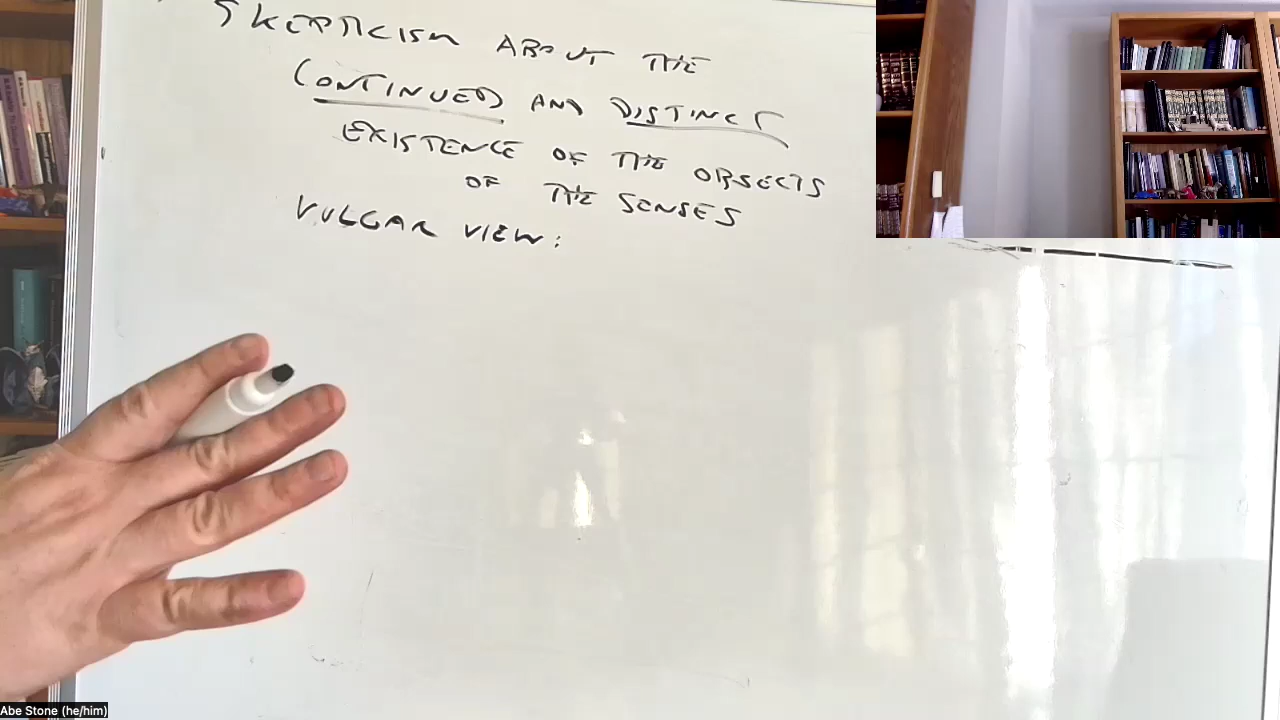 SKEPTICISM ABOUT THE
CONTINUED AND DISTINCT
EXISTENCE OF THE OBJECTS
OF THE SENSES
VULGAR VIEW:
Abe Stone (he/him)